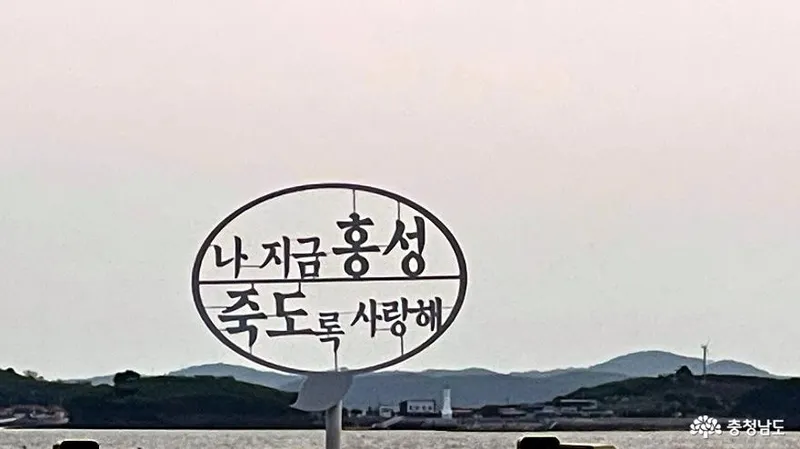 나 지금 홍성
죽도록 사랑해
충청남도